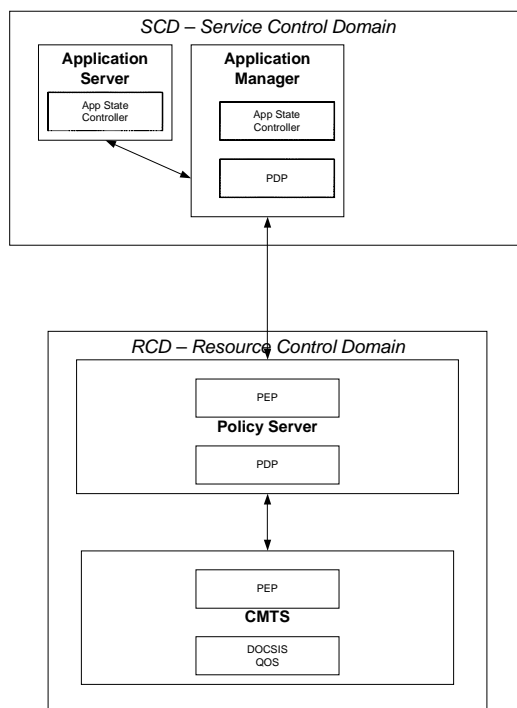 SCD – Service Control Domain
Application
Server
App State
Controller
Application
Manager
App State
Controller
PDP
RCD – Resource Control Domain
PEP
Policy Server
PDP
PEP
CMTS
DOCSIS
QOS